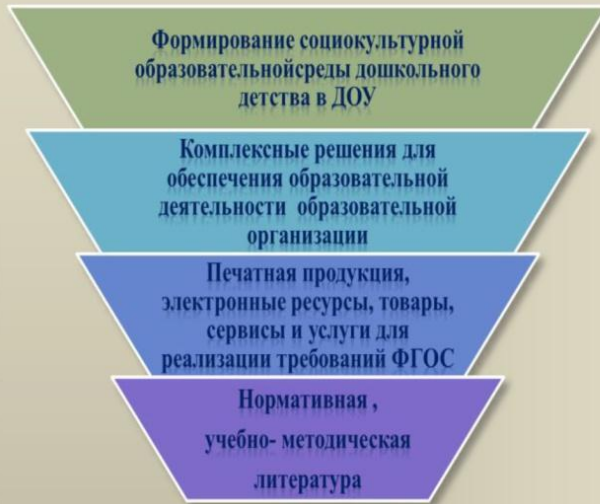 Формирование социокультурной
образовательнойсреды дошкольного
детства в ДОУ
Комплексные решения для
обеспечения образовательной
деятельности образовательной
организации
Печатная продукция,
электронные ресурсы, товары,
сервисы и услуги для
реализации требований ФГОС
Нормативная ,
учебно- методическая
литература